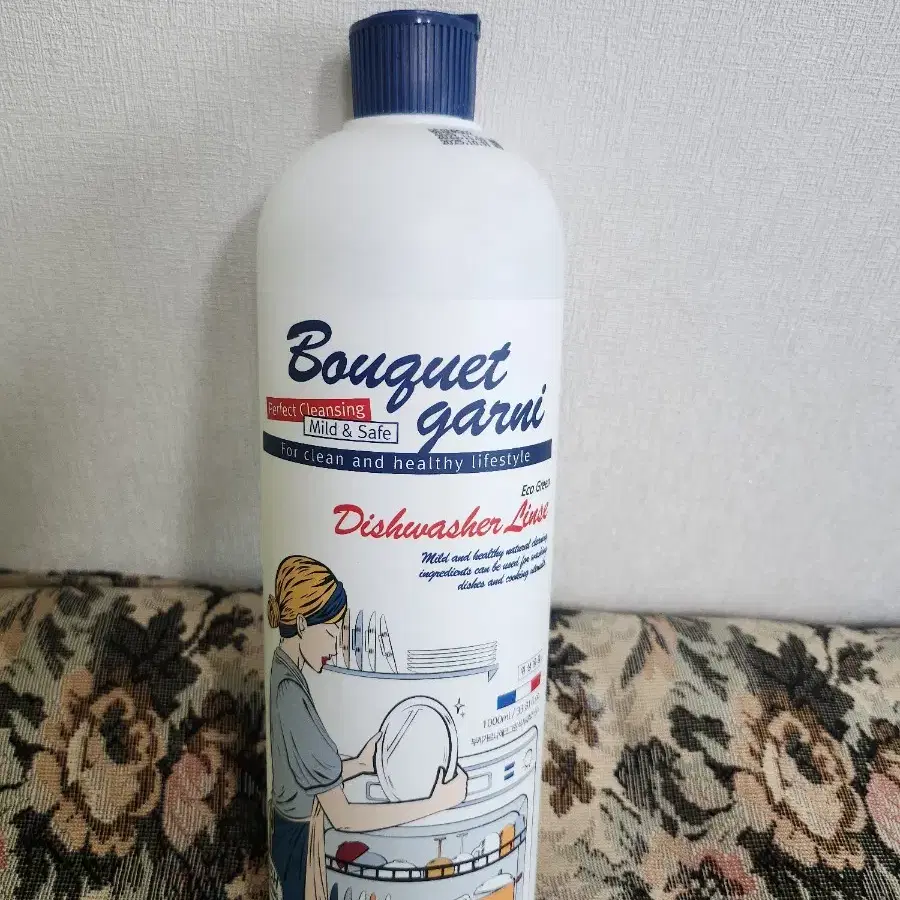 Bouquet
garni
Perfect Cleansing
Mild & Safe
For clean and healthy lifestyle
Eco Green
Dishwasher Linse
Mild and healthy natural cleaning
ingredients can be used for washing
dishes and cooking utensils
1000ml /